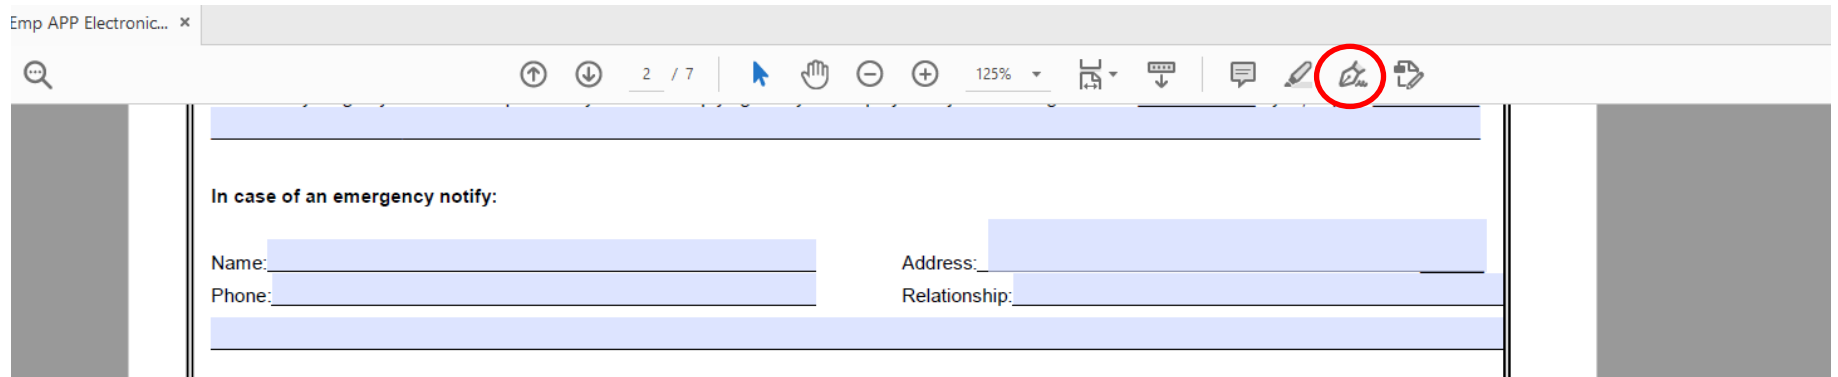 Emp APP Electronic... ×
2 / 7 125%
In case of an emergency notify:
Name: Address:
Phone: Relationship: